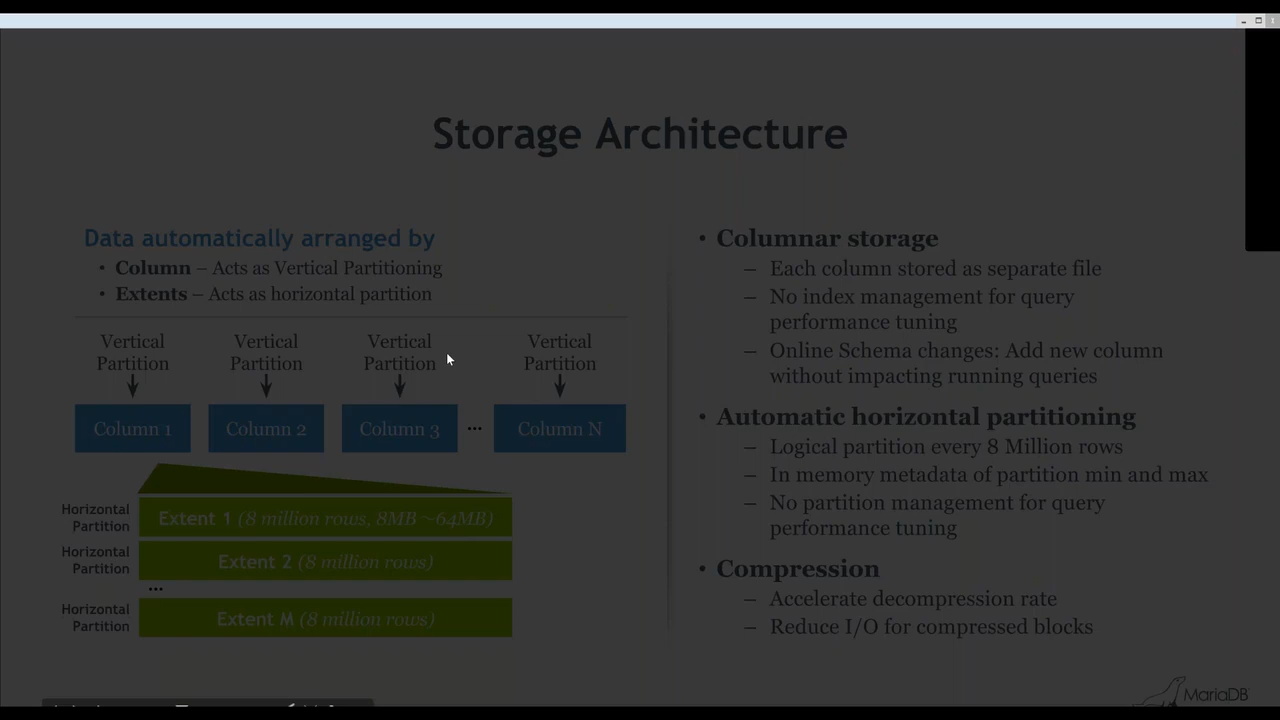 Storage Architecture
Data automatically arranged by
• Column – Acts as Vertical Partitioning
• Extents – Acts as horizontal partition
Vertical Partition
Vertical Partition
Vertical Partition
Vertical Partition
Column 1
Column 2
Column 3
...
Column N
Horizontal Partition
Extent 1 (8 million rows, 8MB ~ 64MB)
Horizontal Partition
Extent 2 (8 million rows)
...
Horizontal Partition
Extent M (8 million rows)
• Columnar storage
– Each column stored as separate file
– No index management for query
performance tuning
– Online Schema changes: Add new column
without impacting running queries
• Automatic horizontal partitioning
– Logical partition every 8 Million rows
– In memory metadata of partition min and max
– No partition management for query
performance tuning
• Compression
– Accelerate decompression rate
– Reduce I/O for compressed blocks
MariaDB